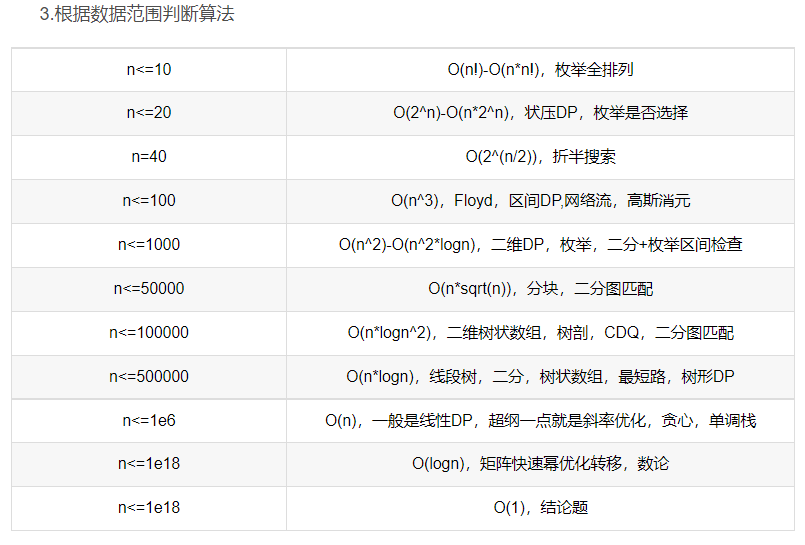 3.根据数据范围判断算法
n<=10 O(n!)-O(n*n!)，枚举全排列
n<=20 O(2^n)-O(n*2^n)，状压DP，枚举是否选择
n=40 O(2^(n/2))，折半搜索
n<=100 O(n^3)，Floyd，区间DP,网络流，高斯消元
n<=1000 O(n^2)-O(n^2*logn)，二维DP，枚举，二分+枚举区间检查
n<=50000 O(n*sqrt(n))，分块，二分图匹配
n<=100000 O(n*logn^2)，二维树状数组，树剖，CDQ，二分图匹配
n<=500000 O(n*logn)，线段树，二分，树状数组，最短路，树形DP
n<=1e6 O(n)，一般是线性DP，超纲一点就是斜率优化，贪心，单调栈
n<=1e18 O(logn)，矩阵快速幂优化转移，数论
n<=1e18 O(1)，结论题